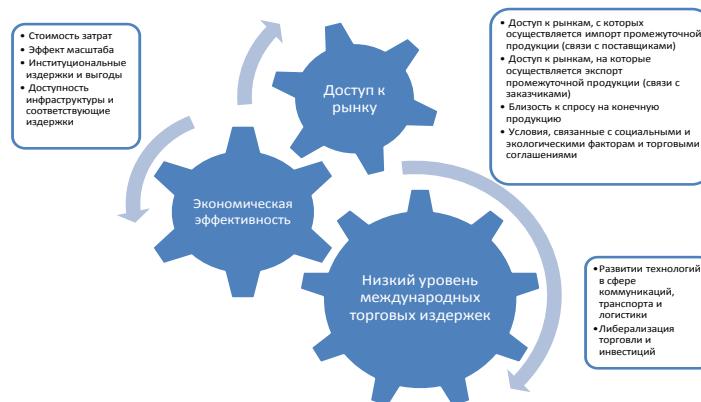 • Стоимость затрат
• Эффект масштаба
• Институциональные
издержки и выгоды
• Доступность
инфраструктуры и
соответствующие
издержки
Доступ к
рынку
• Доступ к рынкам, с которых
осуществляется импорт промежуточной
продукции (связи с поставщиками)
• Доступ к рынкам, на которые
осуществляется экспорт
промежуточной продукции (связи с
заказчиками)
• Близость к спросу на конечную
продукцию
• Условия, связанные с социальными и
экологическими факторам и торговыми
соглашениями
Экономическая
эффективность
Низкий уровень
международных
торговых издержек
•Развитии технологий
в сфере
коммуникаций,
транспорта и
логистики
•Либерализация
торговли и
инвестиций